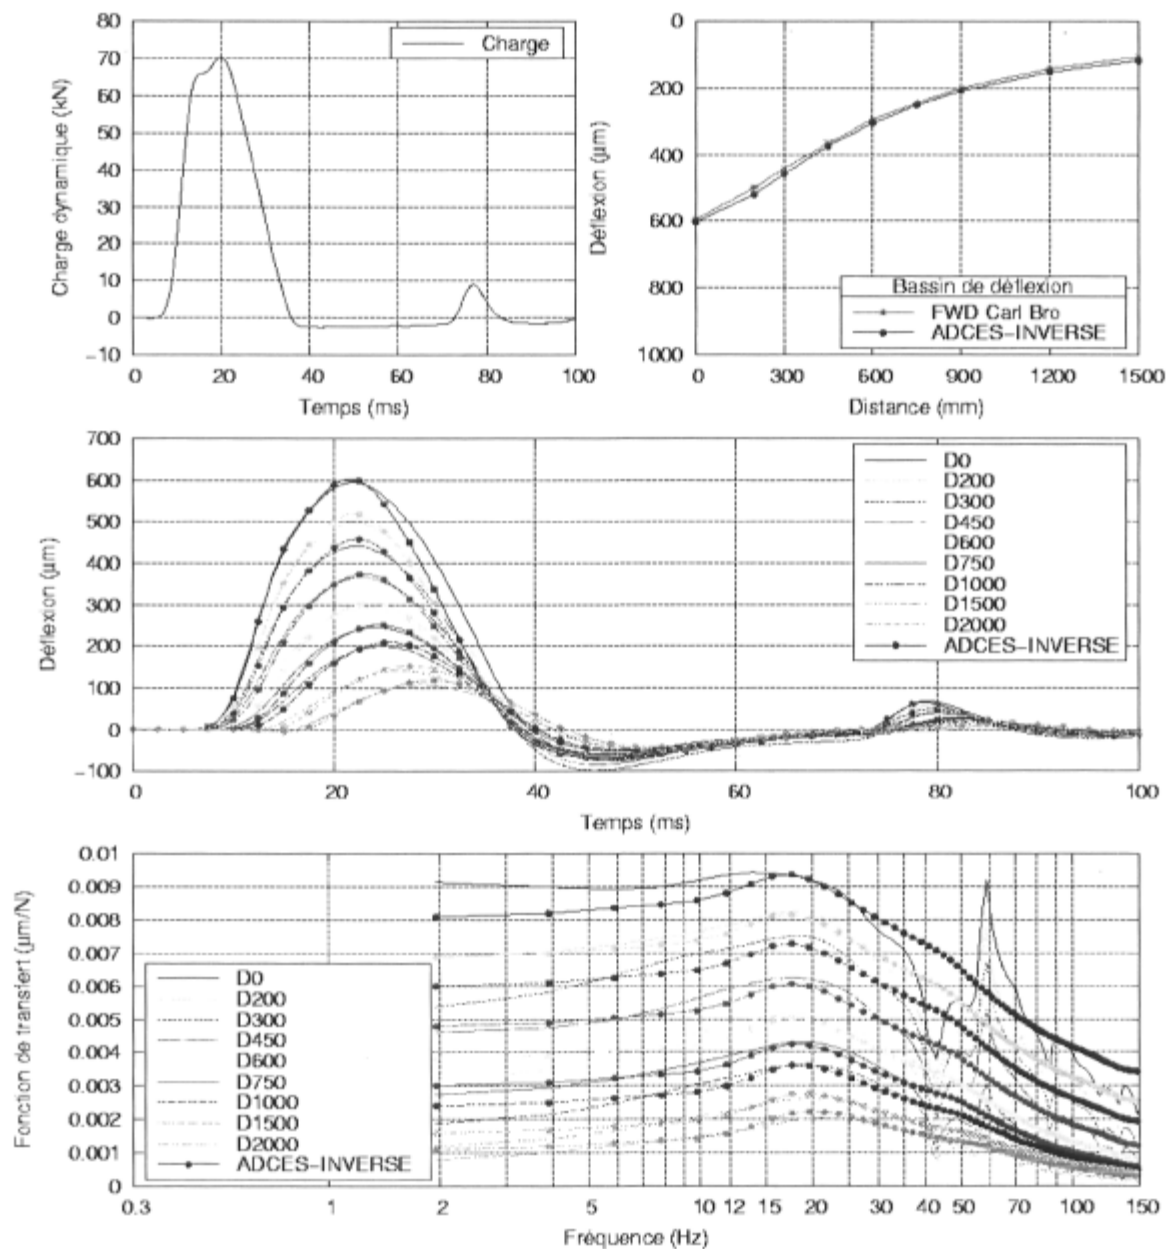 80
70
60
50
40
30
20
10
0
−10
Charge dynamique (kN)
Charge
0 20 40 60 80 100
Temps (ms)
0
200
400
600
800
1000
Déflexion (µm)
Bassin de déflexion
FWD Carl Bro
ADCES−INVERSE
0 300 600 900 1200 1500
Distance (mm)
700
600
500
400
300
200
100
0
−100
Déflexion (µm)
D0
D200
D300
D450
D600
D750
D1000
D1500
D2000
ADCES−INVERSE
0 20 40 60 80 100
Temps (ms)
0.01
0.009
0.008
0.007
0.006
0.005
0.004
0.003
0.002
0.001
0
Fonction de transfert (µm/N)
D0
D200
D300
D450
D600
D750
D1000
D1500
D2000
ADCES−INVERSE
0.3 1 2 5 10 12 15 20 30 40 50 70 100 150
Fréquence (Hz)